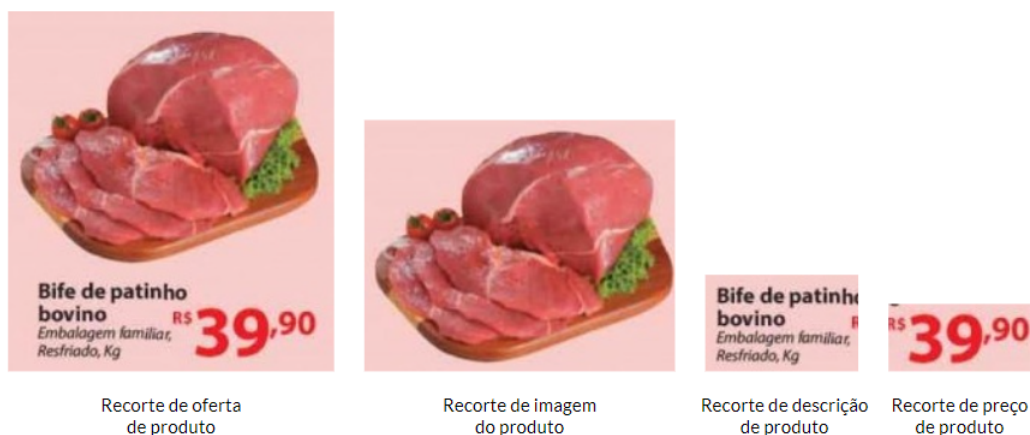 Bife de patinho
bovino
Embalagem familiar,
Resfriado, Kg
R$ 39,90
Bife de patinho
bovino
Embalagem familiar,
Resfriado, Kg
R$ 39,90
Recorte de oferta
de produto
Recorte de imagem
do produto
Recorte de descrição
de produto
Recorte de preço
de produto